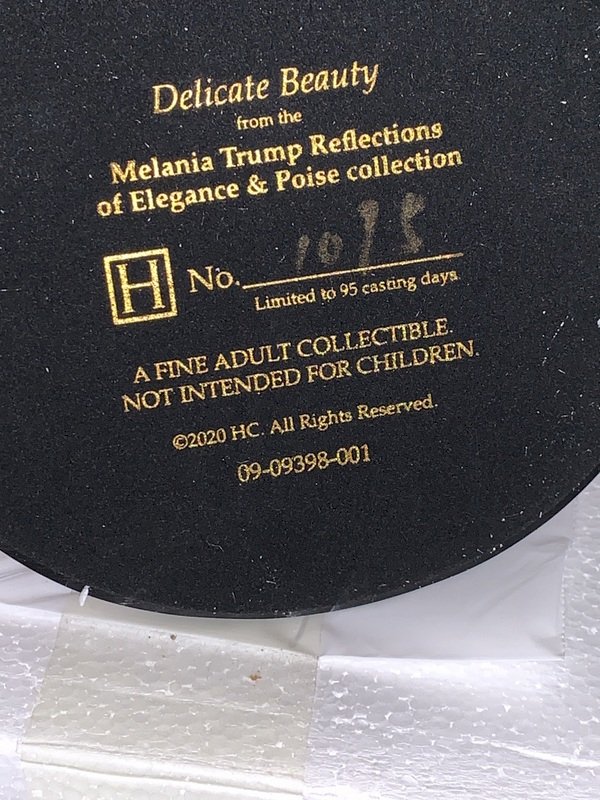 Delicate Beauty
from the
Melania Trump Reflections
of Elegance & Poise collection
H No.
Limited to 95 casting days
A FINE ADULT COLLECTIBLE.
NOT INTENDED FOR CHILDREN.
©2020 HC. All Rights Reserved.
09-09398-001